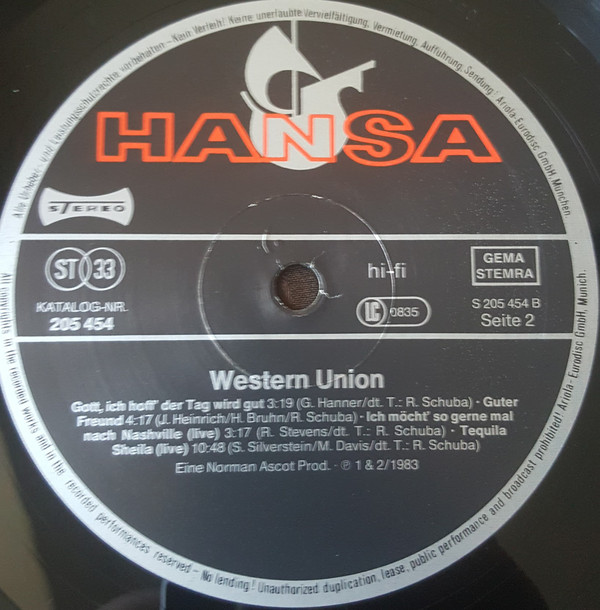 Alle Urheber- und Leistungsschutzrechte vorbehalten - Kein Verleih! Keine unerlaubte Vervielfältigung, Vermietung, Aufführung, Sendung! Ariola-Eurodisc GmbH, München.
HANSA
STEREO
ST 33
hi-fi
GEMA
STEMRA
KATALOG-NR.
205 454
LC 0835
S 205 454 B
Seite 2
Western Union
Gott, ich hoff' der Tag wird gut 3:19 (G. Hanner/dt. T.: R. Schuba) · Guter
Freund 4:17 (J. Heinrich/H. Bruhn/R. Schuba) · Ich möcht' so gerne mal
nach Nashville (live) 3:17 (R. Stevens/dt. T.: R. Schuba) · Tequila
Sheila (live) 10:48 (S. Silverstein/M. Davis/dt. T.: R. Schuba)
Eine Norman Ascot Prod. · ℗ 1 & 2/1983
All copyrights in the recorded works and in the recorded performances reserved - No lending! Unauthorized duplication, lease, public performance and broadcast prohibited! Ariola-Eurodisc GmbH, Munich.